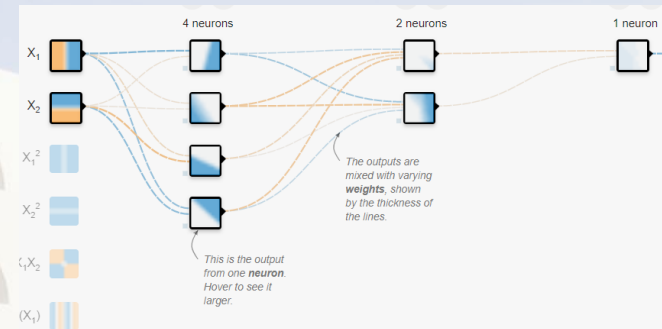 4 neurons
2 neurons
1 neuron
X₁
X₂
X₁²
X₂²
X₁X₂
(X₁)
The outputs are
mixed with varying
weights, shown
by the thickness of
the lines.
This is the output
from one neuron.
Hover to see it
larger.